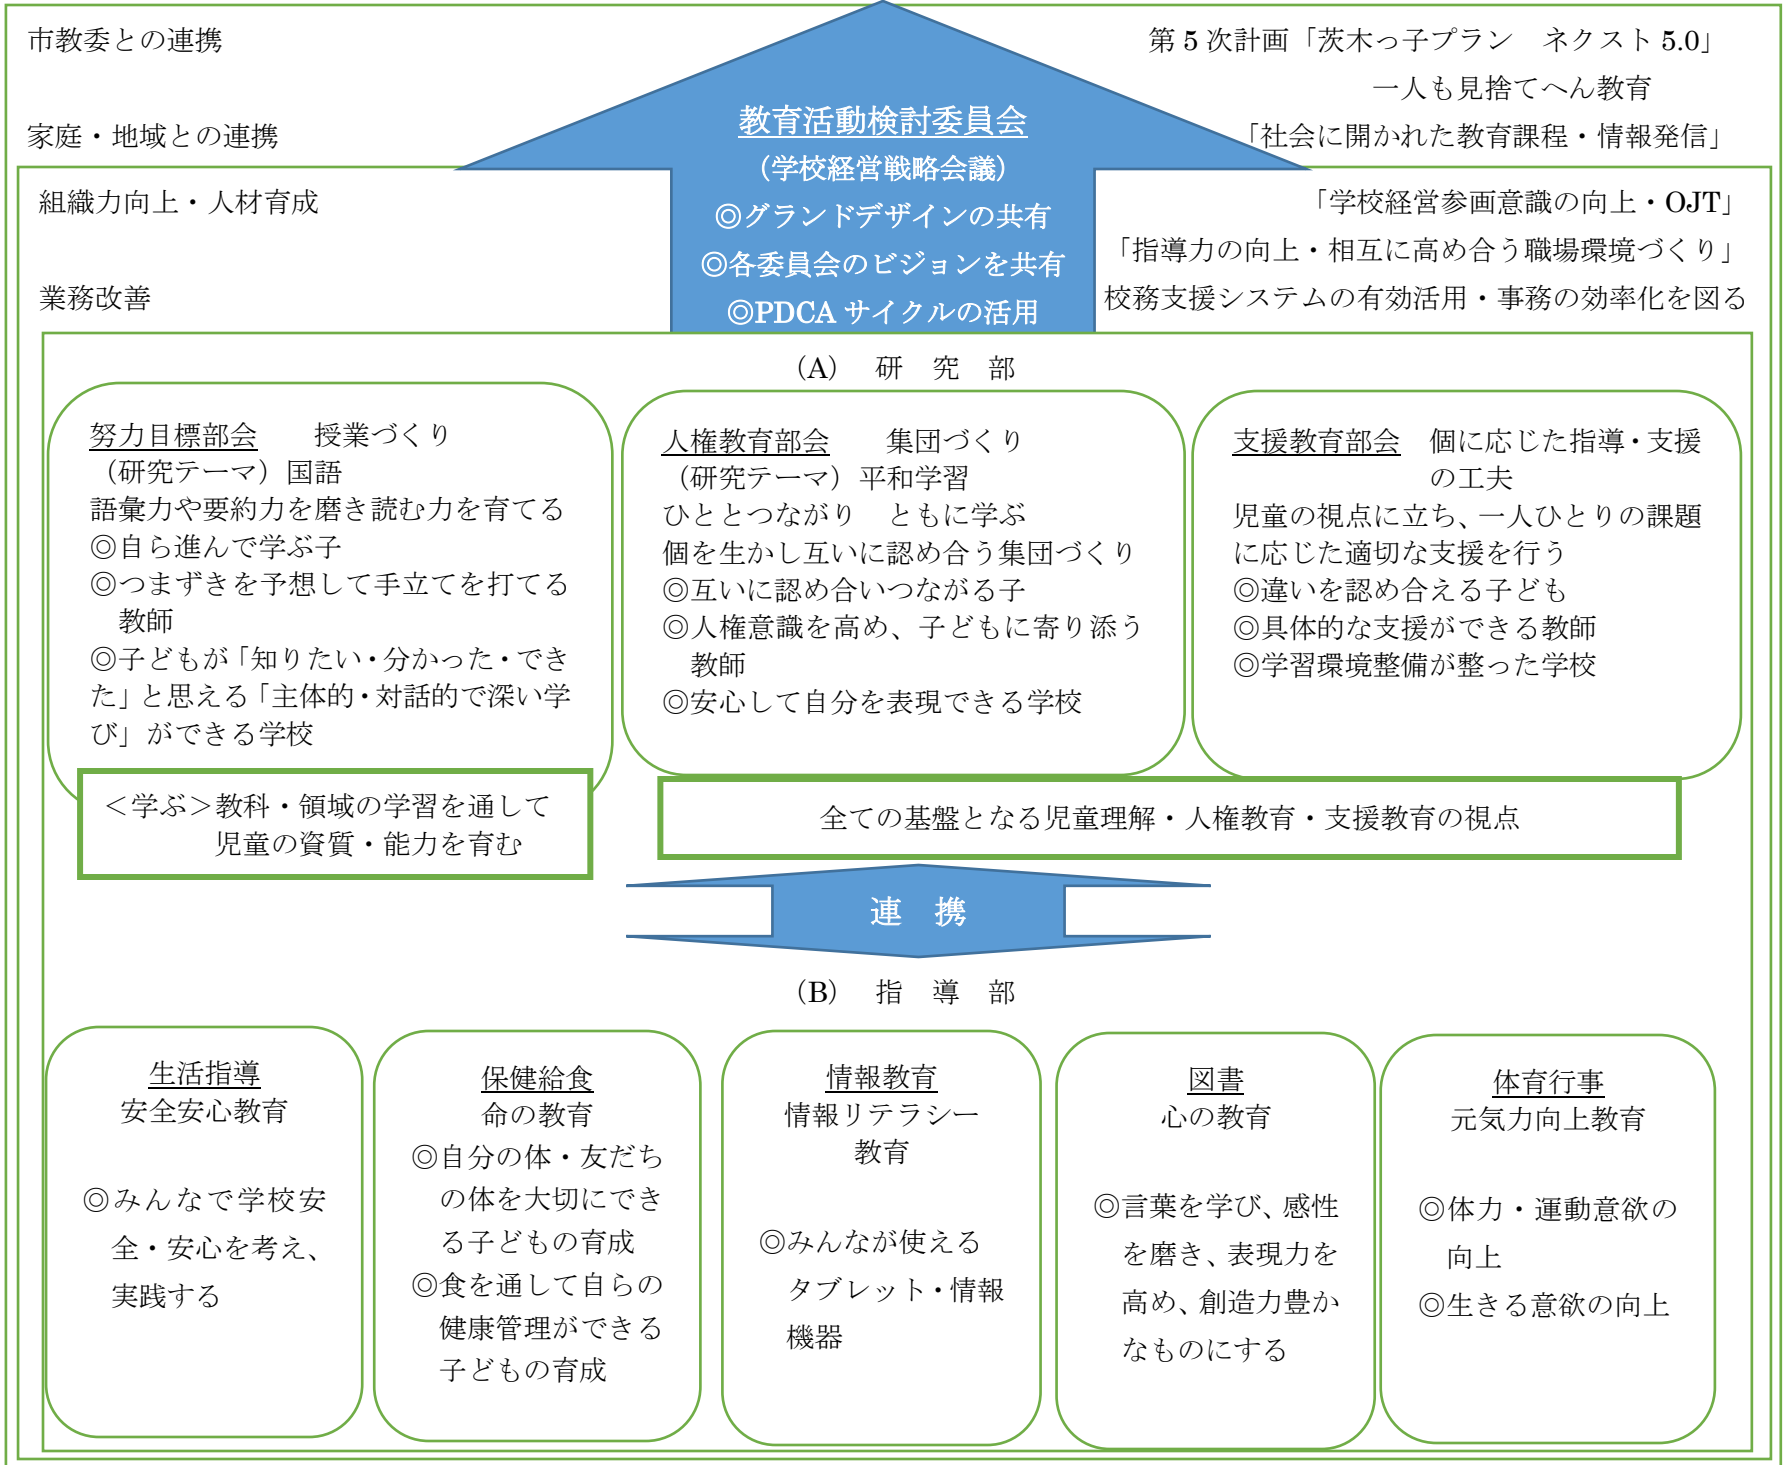 市教委との連携
第５次計画「茨木っ子プラン　ネクスト 5.0」
一人も見捨てへん教育
家庭・地域との連携
「社会に開かれた教育課程・情報発信」
教育活動検討委員会
（学校経営戦略会議）
◎グランドデザインの共有
◎各委員会のビジョンを共有
◎PDCA サイクルの活用
組織力向上・人材育成
「学校経営参画意識の向上・OJT」
「指導力の向上・相互に高め合う職場環境づくり」
業務改善
校務支援システムの有効活用・事務の効率化を図る
（A）　研　究　部
努力目標部会　　授業づくり
（研究テーマ）国語
語彙力や要約力を磨き読む力を育てる
◎自ら進んで学ぶ子
◎つまずきを予想して手立てを打てる
教師
◎子どもが「知りたい・分かった・でき
た」と思える「主体的・対話的で深い学
び」ができる学校
人権教育部会　　集団づくり
（研究テーマ）平和学習
ひととつながり　ともに学ぶ
個を生かし互いに認め合う集団づくり
◎互いに認め合いつながる子
◎人権意識を高め、子どもに寄り添う
教師
◎安心して自分を表現できる学校
支援教育部会　個に応じた指導・支援
の工夫
児童の視点に立ち、一人ひとりの課題
に応じた適切な支援を行う
◎違いを認め合える子ども
◎具体的な支援ができる教師
◎学習環境整備が整った学校
＜学ぶ＞教科・領域の学習を通して
児童の資質・能力を育む
全ての基盤となる児童理解・人権教育・支援教育の視点
連　携
（B）　指　導　部
生活指導
安全安心教育
◎みんなで学校安
全・安心を考え、
実践する
保健給食
命の教育
◎自分の体・友だち
の体を大切にでき
る子どもの育成
◎食を通して自らの
健康管理ができる
子どもの育成
情報教育
情報リテラシー
教育
◎みんなが使える
タブレット・情報
機器
図書
心の教育
◎言葉を学び、感性
を磨き、表現力を
高め、創造力豊か
なものにする
体育行事
元気力向上教育
◎体力・運動意欲の
向上
◎生きる意欲の向上